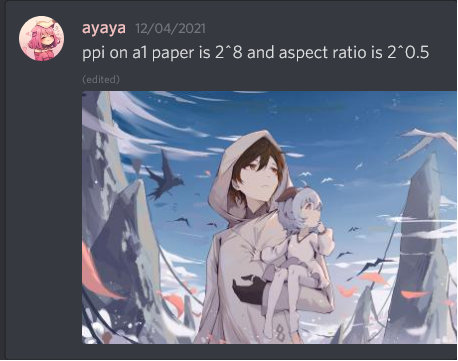 ayaya 12/04/2021
ppi on a1 paper is 2^8 and aspect ratio is 2^0.5
(edited)